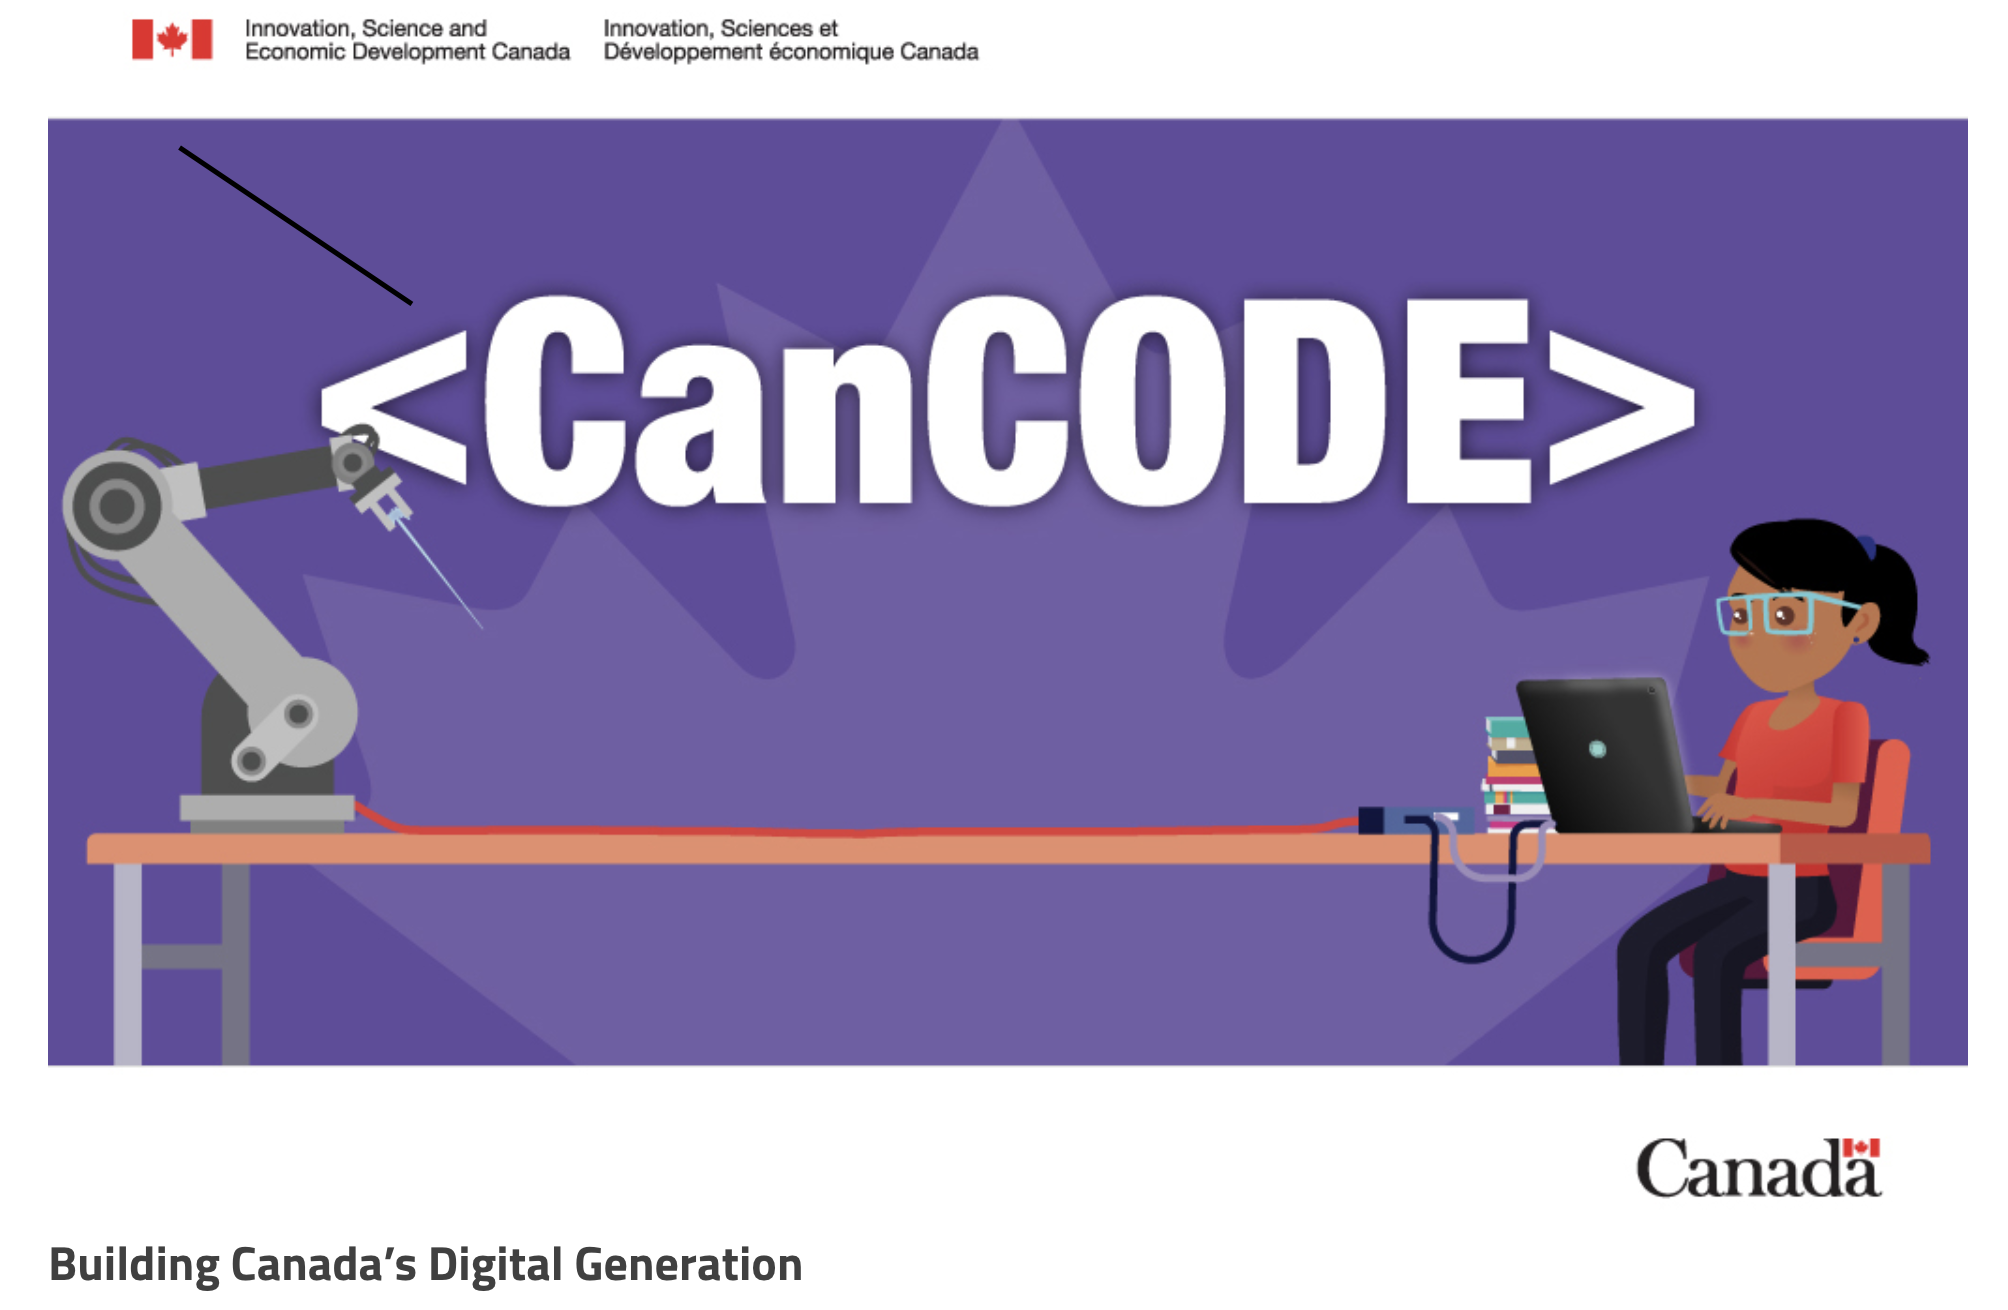 Innovation, Science and
Economic Development Canada
Innovation, Sciences et
Développement économique Canada
<CanCODE>
Canada
Building Canada’s Digital Generation